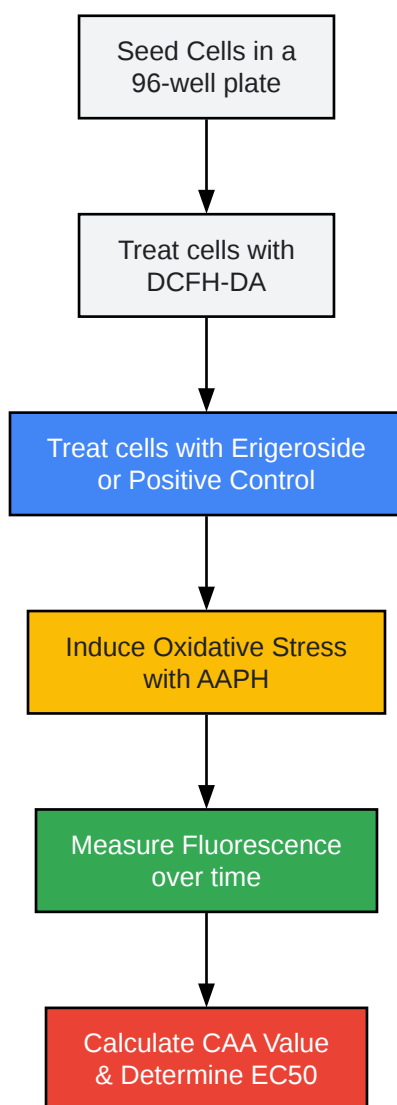 Seed Cells in a
96-well plate
Treat cells with
DCFH-DA
Treat cells with Erigeroside
or Positive Control
Induce Oxidative Stress
with AAPH
Measure Fluorescence
over time
Calculate CAA Value
& Determine EC50